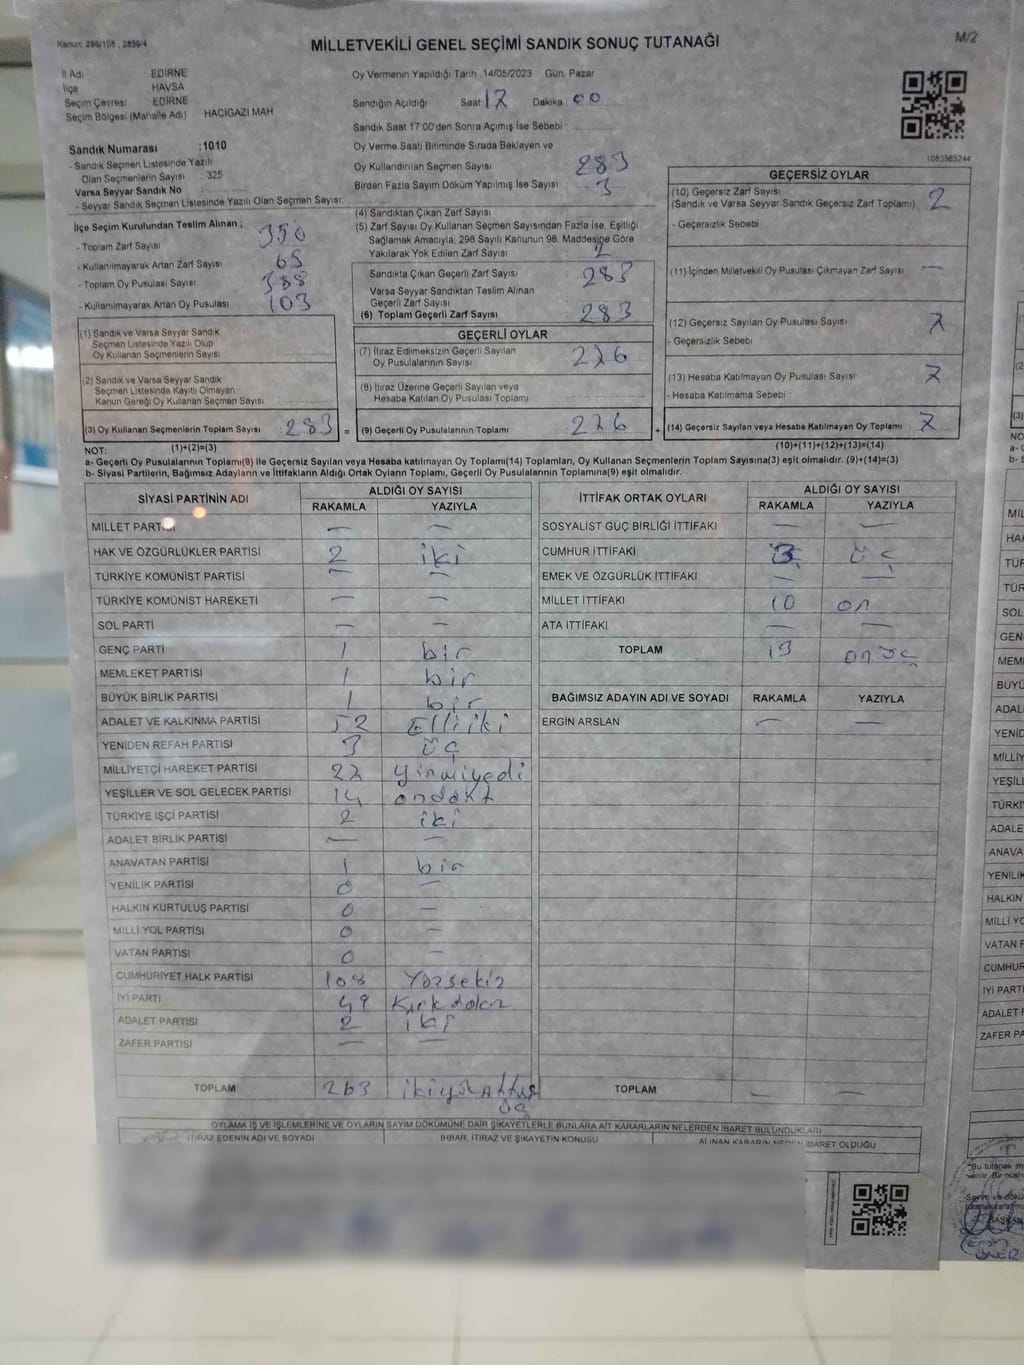 Kanun: 298/105 , 2839/4
MİLLETVEKİLİ GENEL SEÇİMİ SANDIK SONUÇ TUTANAĞI
M/2
İl Adı : EDİRNE
İlçe : HAVSA
Seçim Çevresi : EDİRNE
Seçim Bölgesi (Mahalle Adı) HACIGAZİ MAH
Oy Vermenin Yapıldığı Tarih :14/05/2023 Gün: Pazar
Sandığın Açıldığı Saat 17 Dakika 00
Sandık Saat 17:00'den Sonra Açımış İse Sebebi :
Oy Verme Saati Bitiminde Sırada Bekleyen ve
Oy Kullandırılan Seçmen Sayısı 283
Birden Fazla Sayım Döküm Yapılmış İse Sayısı : 3
Sandık Numarası :1010
- Sandık Seçmen Listesinde Yazılı
Olan Seçmenlerin Sayısı 325
Varsa Seyyar Sandık No :
- Seyyar Sandık Seçmen Listesinde Yazılı Olan Seçmen Sayısı:
İlçe Seçim Kurulundan Teslim Alınan ;
- Toplam Zarf Sayısı 350
- Kullanılmayarak Artan Zarf Sayısı 65
- Toplam Oy Pusulası Sayısı 388
- Kullanılmayarak Artan Oy Pusulası 103
(1) Sandık ve Varsa Seyyar Sandık
Seçmen Listesinde Yazılı Olup
Oy Kullanan Seçmenlerin Sayısı
(2) Sandık ve Varsa Seyyar Sandık
Seçmen Listesinde Kayıtlı Olmayan
Kanun Gereği Oy Kullanan Seçmen Sayısı
(3) Oy Kullanan Seçmenlerin Toplam Sayısı 283 =
(4) Sandıktan Çıkan Zarf Sayısı
(5) Zarf Sayısı Oy Kullanan Seçmen Sayısından Fazla İse, Eşitliği
Sağlamak Amacıyla, 298 Sayılı Kanunun 98. Maddesine Göre
Yakılarak Yok Edilen Zarf Sayısı 2
Sandıkta Çıkan Geçerli Zarf Sayısı 283
Varsa Seyyar Sandıktan Teslim Alınan
Geçerli Zarf Sayısı
(6) Toplam Geçerli Zarf Sayısı 283
GEÇERLİ OYLAR
(7) İtiraz Edilmeksizin Geçerli Sayılan
Oy Pusulalarının Sayısı 276
(8) İtiraz Üzerine Geçerli Sayılan veya
Hesaba Katılan Oy Pusulası Toplamı
(9) Geçerli Oy Pusulalarının Toplamı 276 +
1083565244
GEÇERSİZ OYLAR
(10) Geçersiz Zarf Sayısı
(Sandık ve Varsa Seyyar Sandık Geçersiz Zarf Toplamı) 2
- Geçersizlik Sebebi
(11) İçinden Milletvekili Oy Pusulası Çıkmayan Zarf Sayısı —
(12) Geçersiz Sayılan Oy Pusulası Sayısı 7
- Geçersizlik Sebebi :
(13) Hesaba Katılmayan Oy Pusulası Sayısı 7
- Hesaba Katılmama Sebebi :
(14) Geçersiz Sayılan veya Hesaba Katılmayan Oy Toplamı 7
NOT: (1)+(2)=(3) (10)+(11)+(12)+(13)=(14)
a- Geçerli Oy Pusulalarının Toplamı(9) ile Geçersiz Sayılan veya Hesaba katılmayan Oy Toplamı(14) Toplamları, Oy Kullanan Seçmenlerin Toplam Sayısına(3) eşit olmalıdır. (9)+(14)=(3)
b- Siyasi Partilerin, Bağımsız Adayların ve İttifakların Aldığı Ortak Oyların Toplamı, Geçerli Oy Pusulalarının Toplamına(9) eşit olmalıdır.
SİYASİ PARTİNİN ADI ALDIĞI OY SAYISI
RAKAMLA YAZIYLA
MİLLET PARTİSİ — —
HAK VE ÖZGÜRLÜKLER PARTİSİ 2 iki
TÜRKİYE KOMÜNİST PARTİSİ — —
TÜRKİYE KOMÜNİST HAREKETİ — —
SOL PARTİ — —
GENÇ PARTİ 1 bir
MEMLEKET PARTİSİ 1 bir
BÜYÜK BİRLİK PARTİSİ 1 bir
ADALET VE KALKINMA PARTİSİ 52 Elliiki
YENİDEN REFAH PARTİSİ 3 üç
MİLLİYETÇİ HAREKET PARTİSİ 27 yirmiyedi
YEŞİLLER VE SOL GELECEK PARTİSİ 14 ondört
TÜRKİYE İŞÇİ PARTİSİ 2 iki
ADALET BİRLİK PARTİSİ — —
ANAVATAN PARTİSİ 1 bir
YENİLİK PARTİSİ 0 —
HALKIN KURTULUŞ PARTİSİ 0 —
MİLLİ YOL PARTİSİ 0 —
VATAN PARTİSİ 0 —
CUMHURİYET HALK PARTİSİ 108 Yüzsekiz
İYİ PARTİ 49 Kırkdokuz
ADALET PARTİSİ 2 iki
ZAFER PARTİSİ — —
TOPLAM 263 ikiyüzAltmış
üç
İTTİFAK ORTAK OYLARI ALDIĞI OY SAYISI
RAKAMLA YAZIYLA
SOSYALİST GÜÇ BİRLİĞİ İTTİFAKI — —
CUMHUR İTTİFAKI 3 üç
EMEK VE ÖZGÜRLÜK İTTİFAKI — —
MİLLET İTTİFAKI 10 on
ATA İTTİFAKI — —
TOPLAM 13 onüç
BAĞIMSIZ ADAYIN ADI VE SOYADI RAKAMLA YAZIYLA
ERGİN ARSLAN — —
TOPLAM — —
OYLAMA İŞ VE İŞLEMLERİNE VE OYLARIN SAYIM DÖKÜMÜNE DAİR ŞİKAYETLERLE BUNLARA AİT KARARLARIN NELERDEN İBARET BULUNDUKLARI
İTİRAZ EDENİN ADI VE SOYADI İHBAR, İTİRAZ VE ŞİKAYETİN KONUSU ALINAN KARARIN NEDEN İBARET OLDUĞU